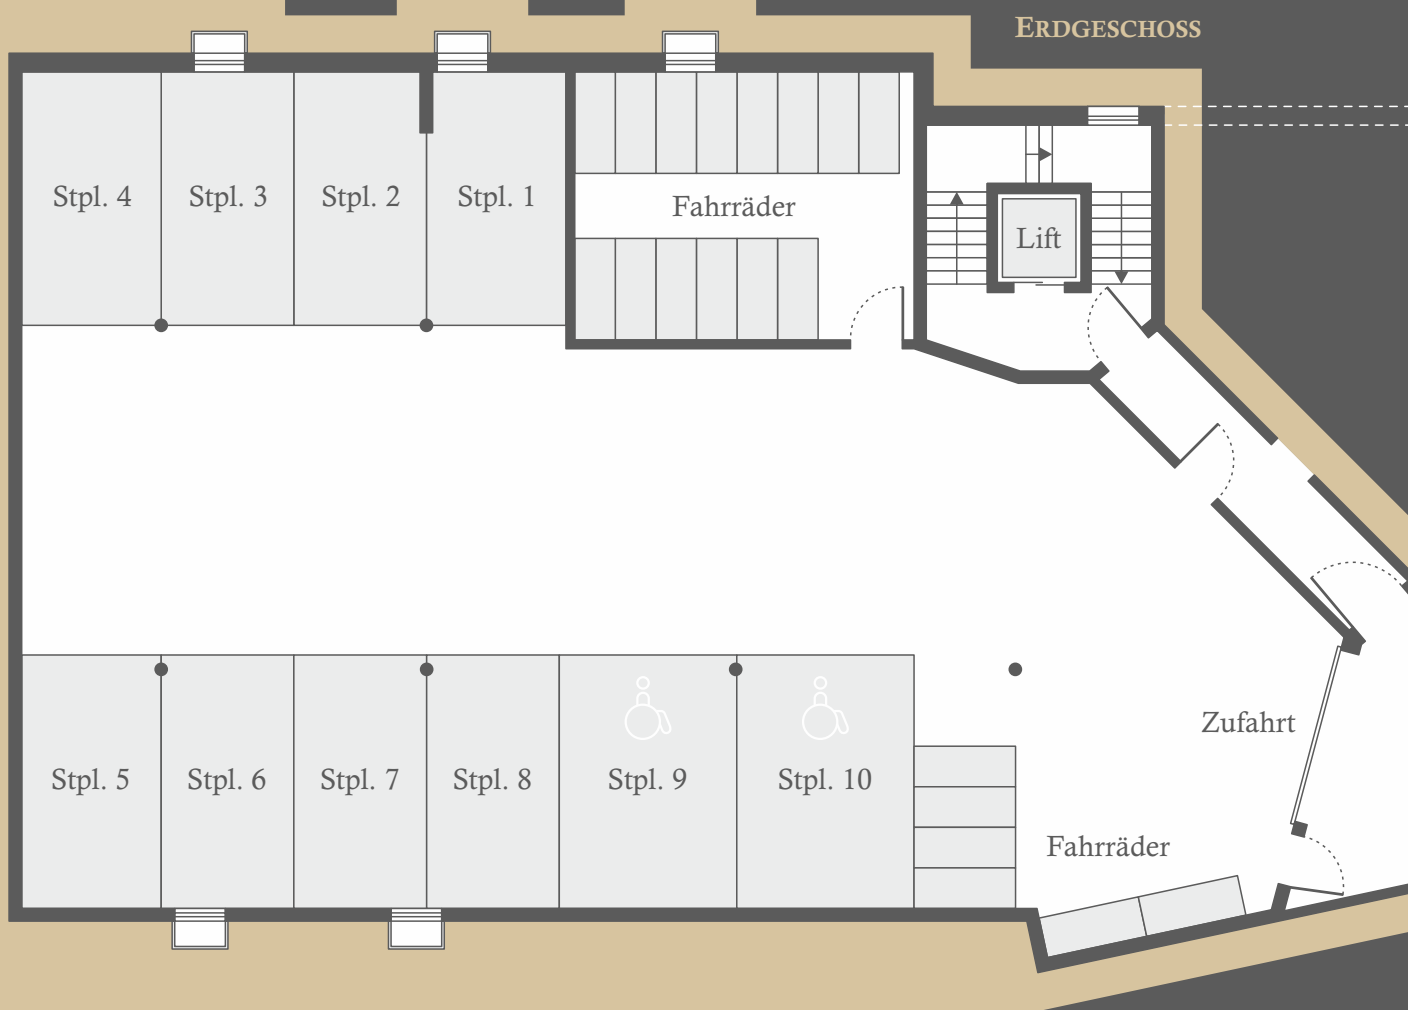 ERDGESCHOSS
Stpl. 4
Stpl. 3
Stpl. 2
Stpl. 1
Fahrräder
Lift
Zufahrt
Stpl. 5
Stpl. 6
Stpl. 7
Stpl. 8
Stpl. 9
Stpl. 10
Fahrräder